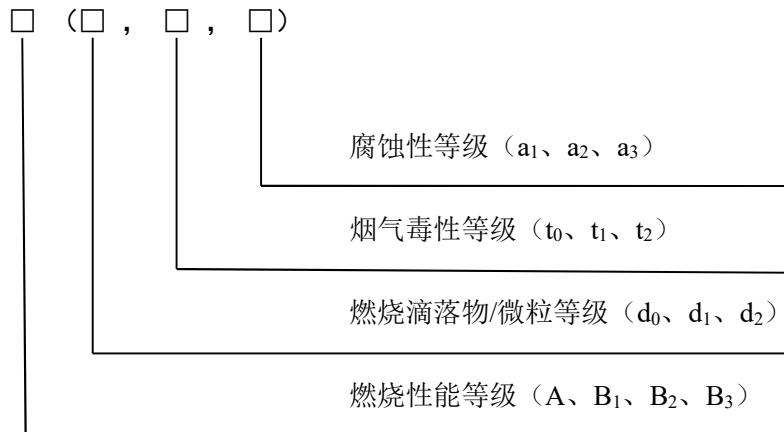 □（□，□，□）
腐蚀性等级（a₁、a₂、a₃）
烟气毒性等级（t₀、t₁、t₂）
燃烧滴落物/微粒等级（d₀、d₁、d₂）
燃烧性能等级（A、B₁、B₂、B₃）